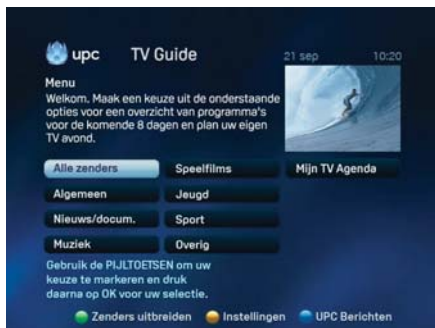 upc TV Guide 21 sep 10:20
Menu
Welkom. Maak een keuze uit de onderstaande
opties voor een overzicht van programma's
voor de komende 8 dagen en plan uw eigen
TV avond.
Alle zenders Speelfilms Mijn TV Agenda
Algemeen Jeugd
Nieuws/docum. Sport
Muziek Overig
Gebruik de PIJLTOETSEN om uw
keuze te markeren en druk
daarna op OK voor uw selectie.
Zenders uitbreiden Instellingen UPC Berichten